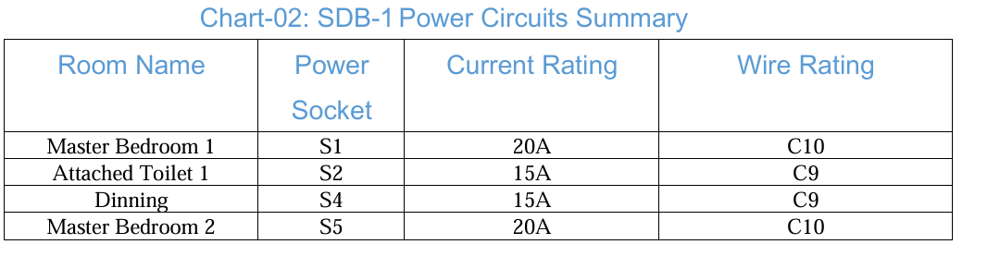 Chart-02: SDB-1 Power Circuits Summary
Room Name Power Socket Current Rating Wire Rating
Master Bedroom 1 S1 20A C10
Attached Toilet 1 S2 15A C9
Dinning S4 15A C9
Master Bedroom 2 S5 20A C10